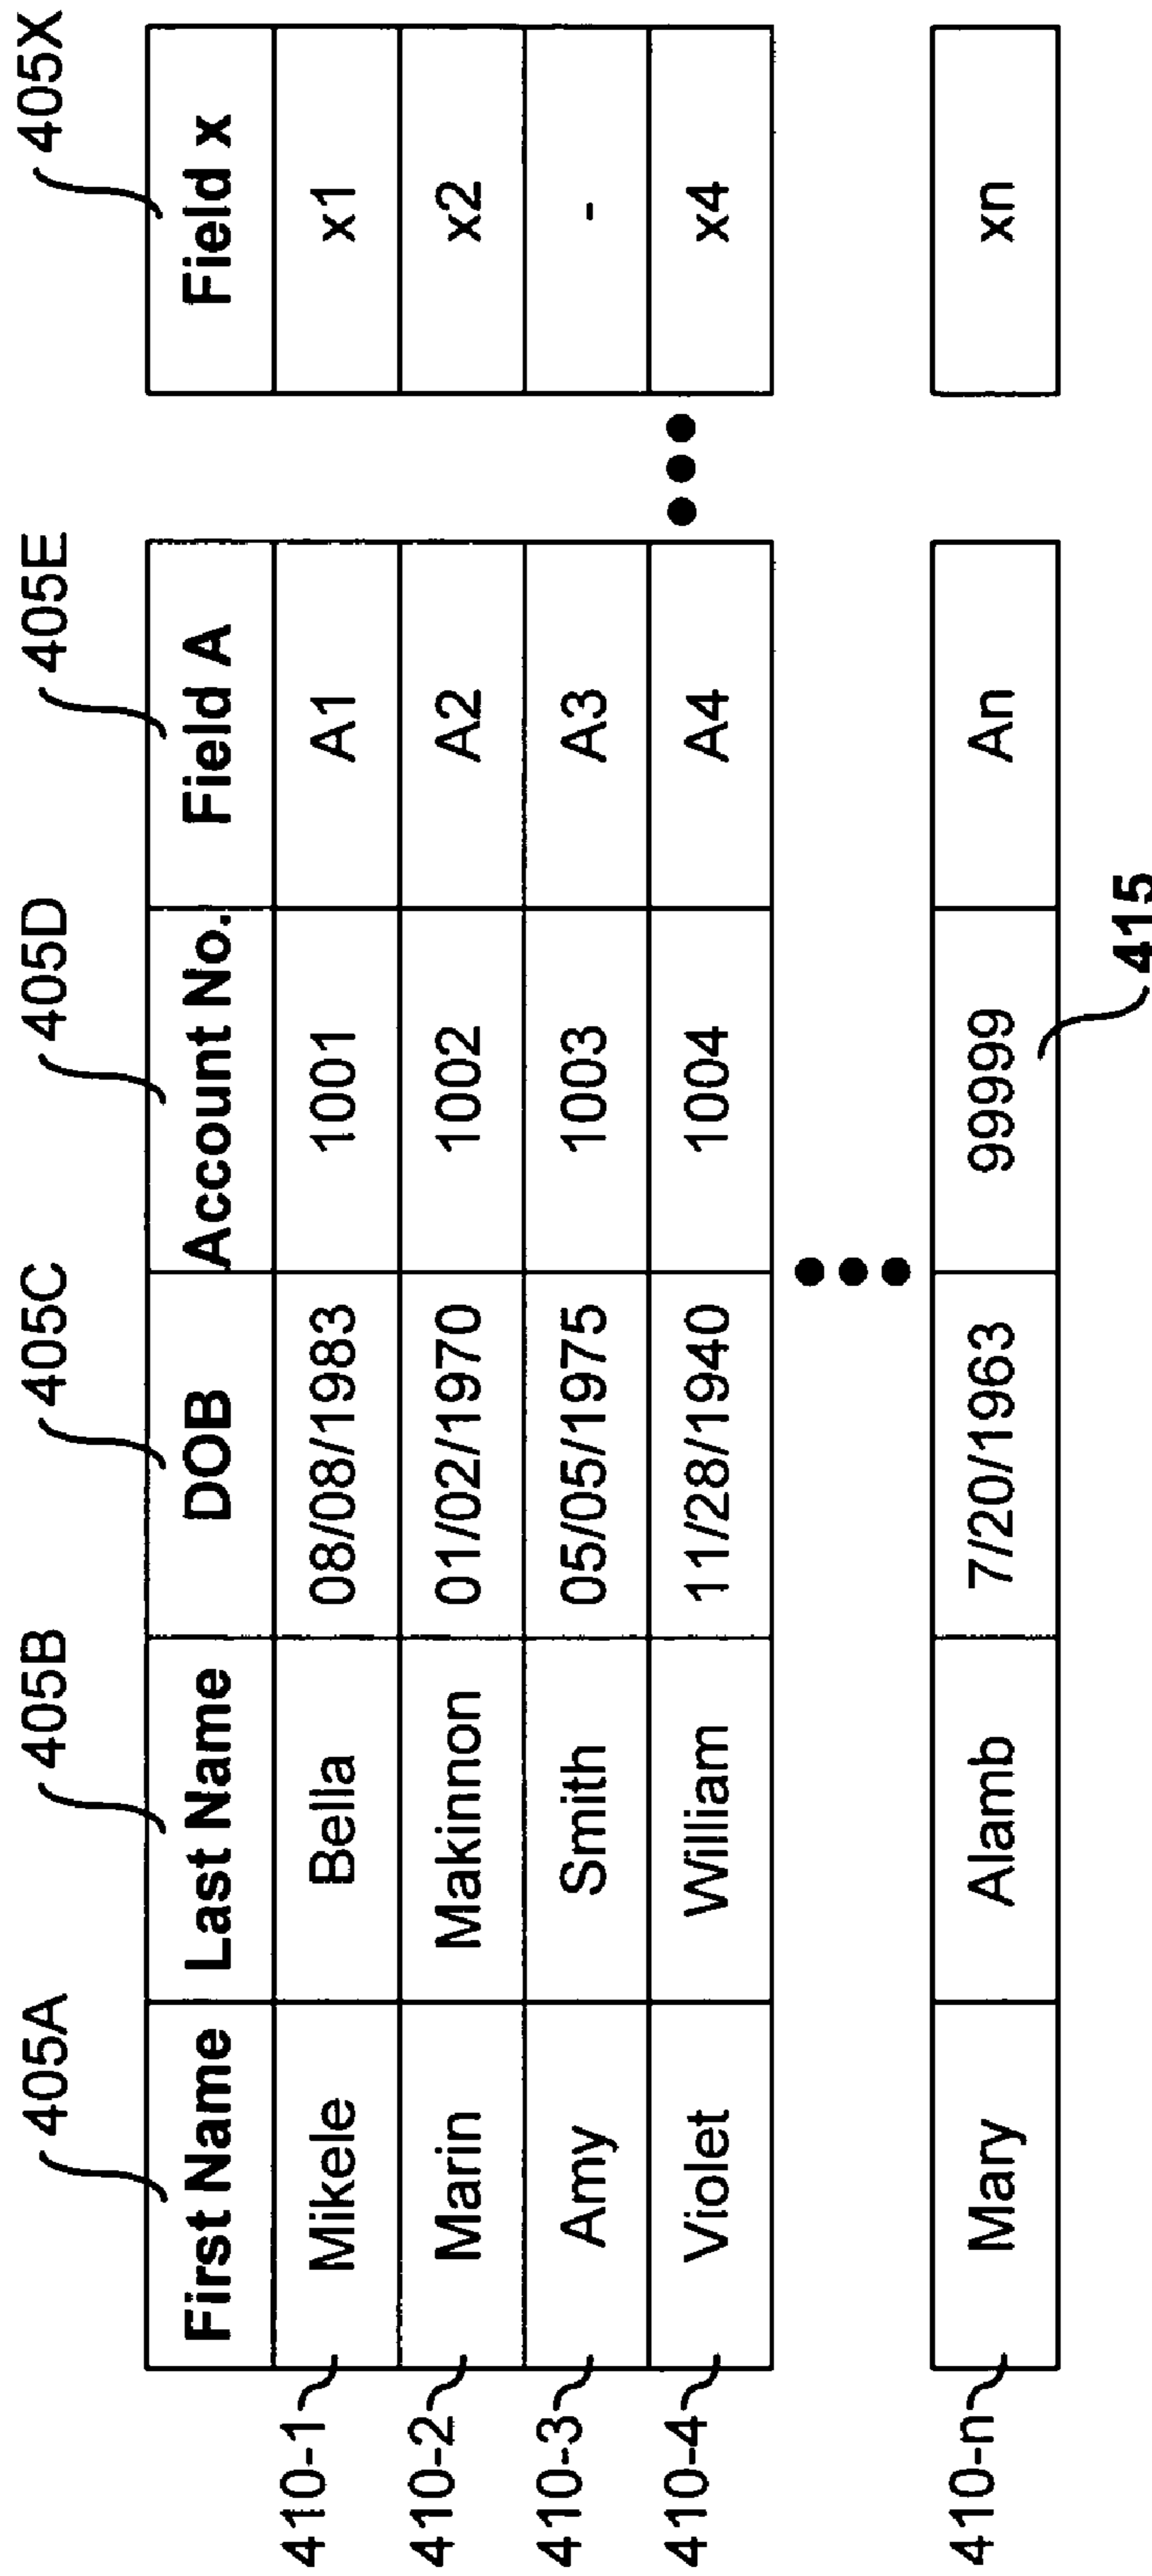 405A 405B 405C 405D 405E 405X
First Name Last Name DOB Account No. Field A Field x
410-1 Mikele Bella 08/08/1983 1001 A1 x1
410-2 Marin Makinnon 01/02/1970 1002 A2 x2
410-3 Amy Smith 05/05/1975 1003 A3 -
410-4 Violet William 11/28/1940 1004 A4 x4
410-n Mary Alamb 7/20/1963 99999 An xn
415